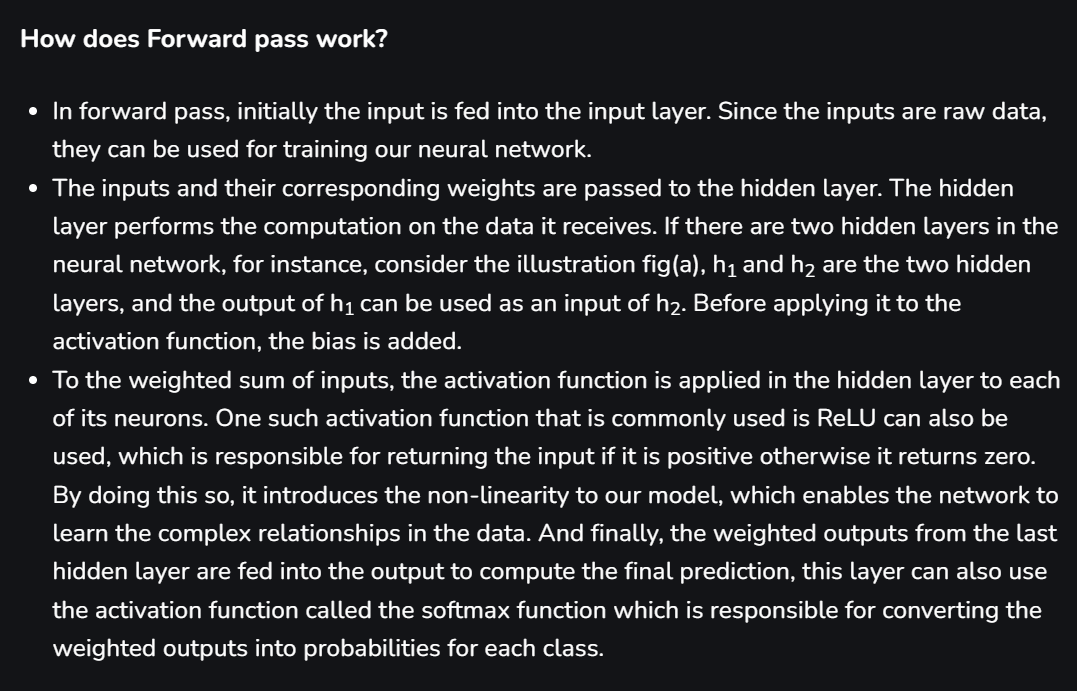 How does Forward pass work?
• In forward pass, initially the input is fed into the input layer. Since the inputs are raw data,
they can be used for training our neural network.
• The inputs and their corresponding weights are passed to the hidden layer. The hidden
layer performs the computation on the data it receives. If there are two hidden layers in the
neural network, for instance, consider the illustration fig(a), h₁ and h₂ are the two hidden
layers, and the output of h₁ can be used as an input of h₂. Before applying it to the
activation function, the bias is added.
• To the weighted sum of inputs, the activation function is applied in the hidden layer to each
of its neurons. One such activation function that is commonly used is ReLU can also be
used, which is responsible for returning the input if it is positive otherwise it returns zero.
By doing this so, it introduces the non-linearity to our model, which enables the network to
learn the complex relationships in the data. And finally, the weighted outputs from the last
hidden layer are fed into the output to compute the final prediction, this layer can also use
the activation function called the softmax function which is responsible for converting the
weighted outputs into probabilities for each class.